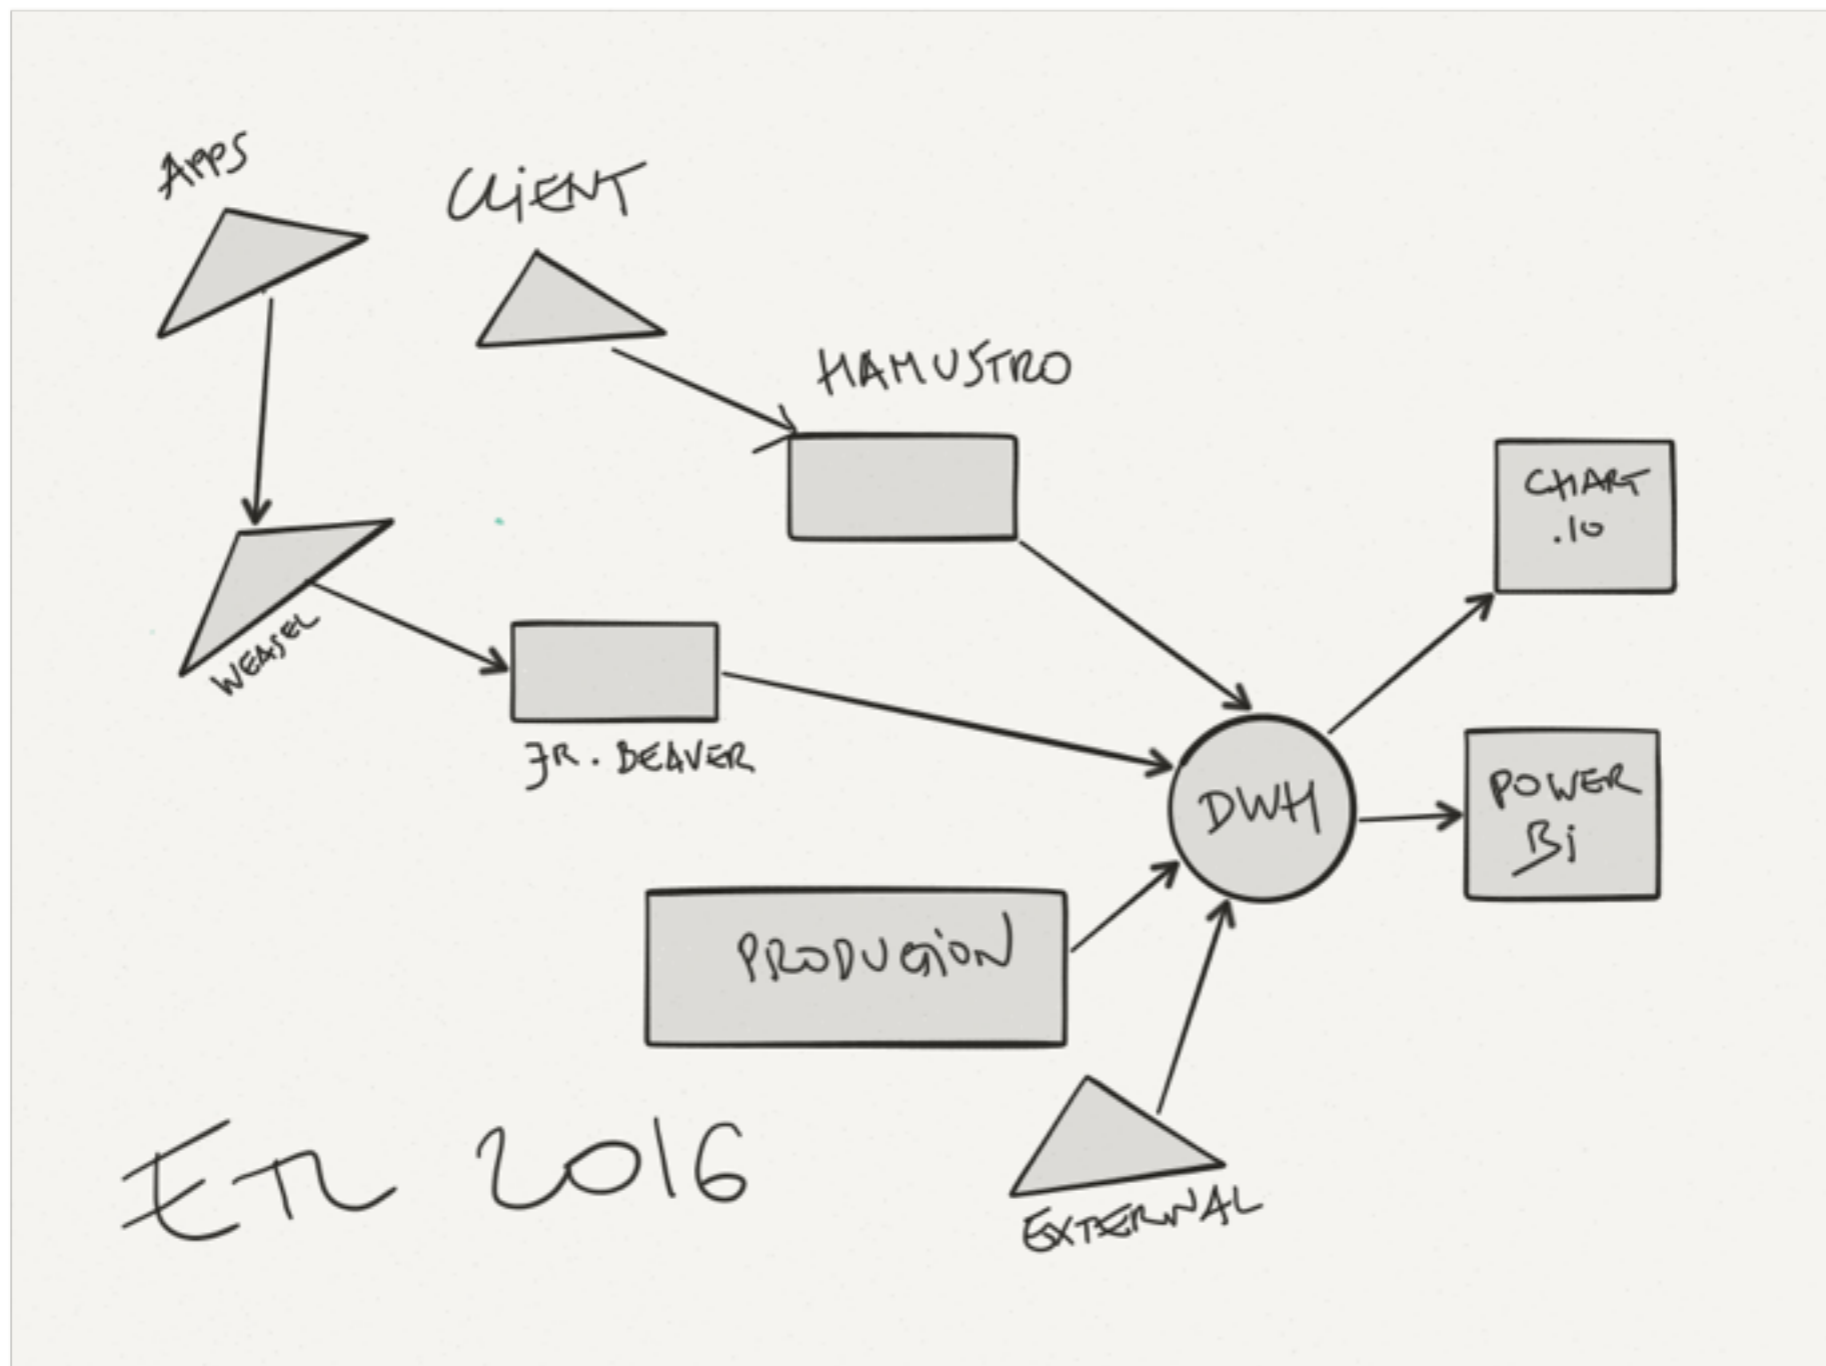 APPS
CLiENT
HAMUSTRO
CHART
.io
WEASEL
JR. BEAVER
DWH
POWER
Bi
PRODUCTiON
EXTERNAL
ETL 2016